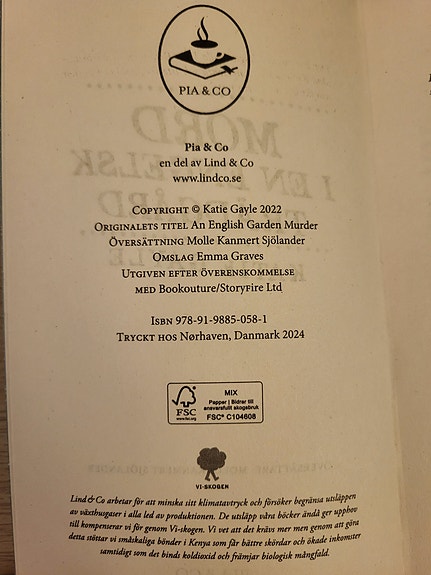 PIA & CO
Pia & Co
en del av Lind & Co
www.lindco.se
Copyright © Katie Gayle 2022
Originalets titel An English Garden Murder
Översättning Molle Kanmert Sjölander
Omslag Emma Graves
Utgiven efter överenskommelse
med Bookouture/StoryFire Ltd
Isbn 978-91-9885-058-1
Tryckt hos Nørhaven, Danmark 2024
MIX
Papper | Bidrar till
ansvarsfullt skogsbruk
FSC
www.fsc.org
FSC® C104608
VI-SKOGEN
Lind & Co arbetar för att minska sitt klimatavtryck och försöker begränsa utsläppen
av växthusgaser i alla led av produktionen. De utsläpp våra böcker ändå ger upphov
till kompenserar vi för genom Vi-skogen. Vi vet att det krävs mer men genom att göra
detta stöttar vi småskaliga bönder i Kenya som får bättre skördar och ökade inkomster
samtidigt som det binds koldioxid och främjar biologisk mångfald.